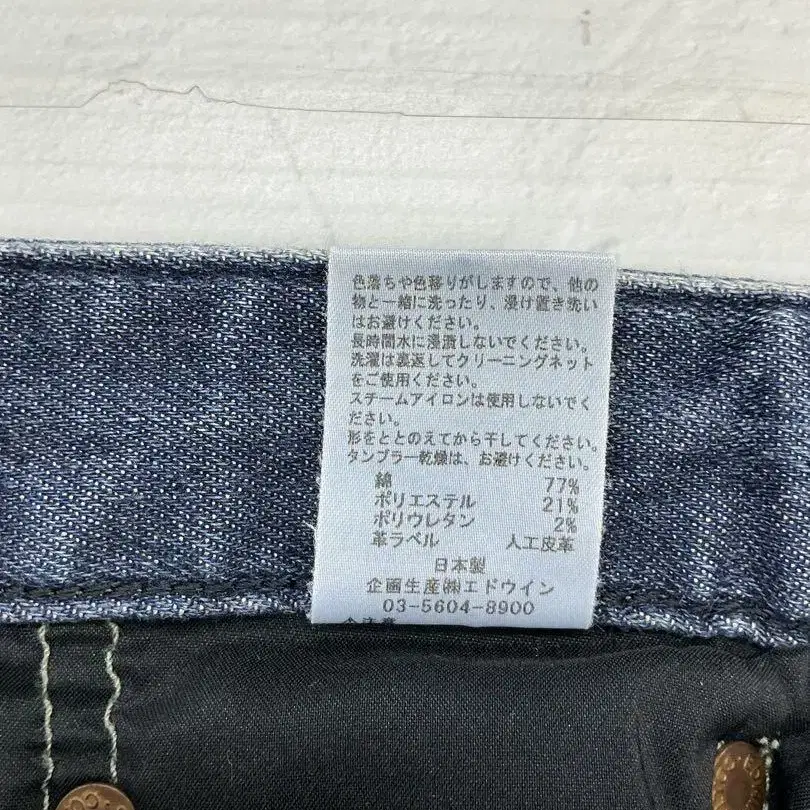 色落ちや色移りがしますので、他の
物と一緒に洗ったり、浸け置き洗い
はお避けください。
長時間水に浸漬しないでください。
洗濯は裏返してクリーニングネット
をご使用ください。
スチームアイロンは使用しないでく
ださい。
形をととのえてから干してください。
タンブラー乾燥は、お避けください。
綿 77%
ポリエステル 21%
ポリウレタン 2%
革ラベル 人工皮革
日本製
企画生産㈱エドウイン
03-5604-8900